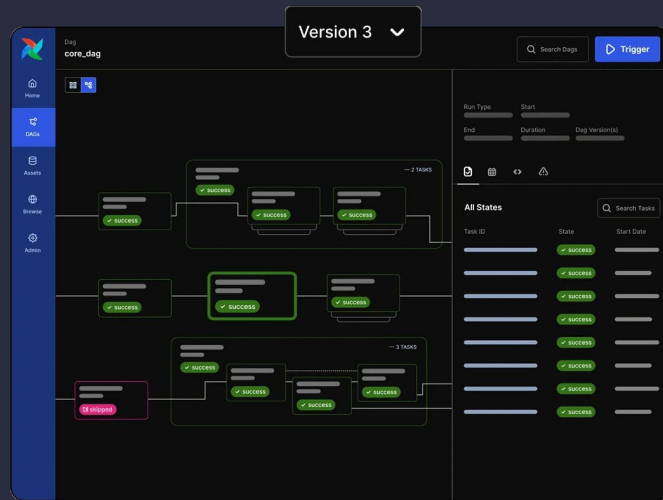 Version 3
Dag
core_dag
Search Dags
Trigger
Home
DAGs
Assets
Browse
Admin
— 2 TASKS
success
success
success
success
success
success
success
— 3 TASKS
success
success
success
success
skipped
Run Type
Start
End
Duration
Dag Version(s)
All States
Search Tasks
Task ID
State
Start Date
success
success
success
success
success
success
success
success